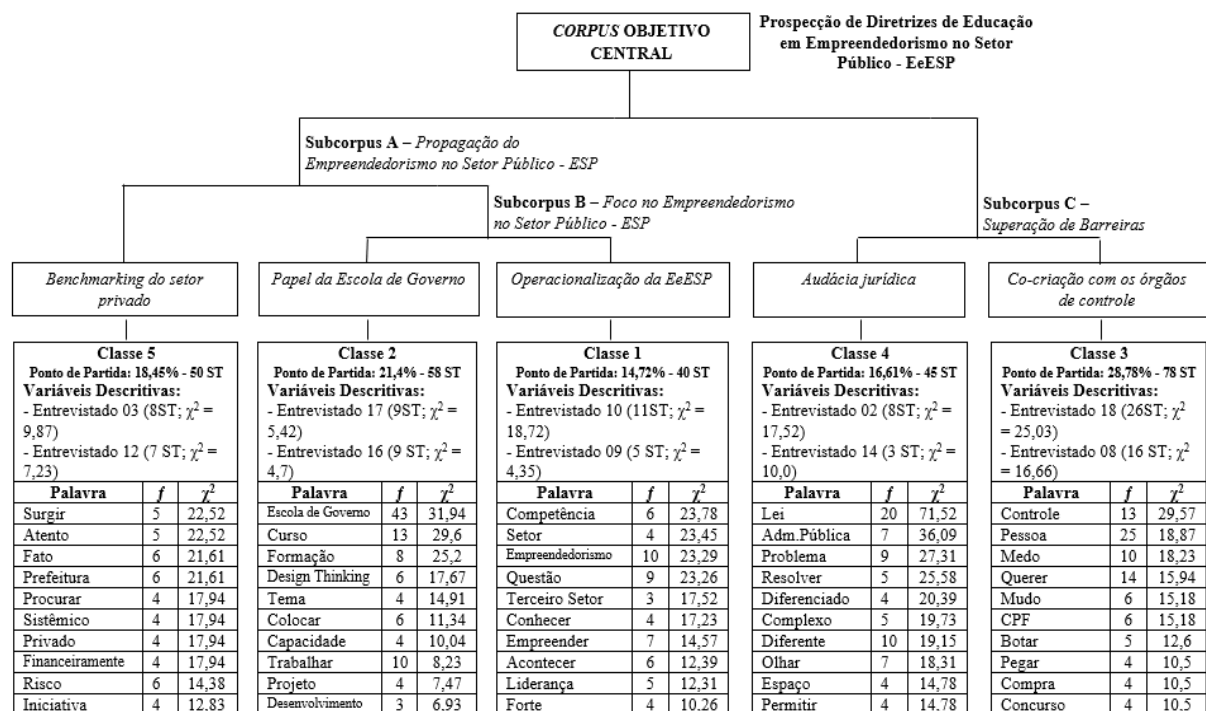 CORPUS OBJETIVO
CENTRAL
Prospecção de Diretrizes de Educação
em Empreendedorismo no Setor
Público - EeESP
Subcorpus A – Propagação do
Empreendedorismo no Setor Público - ESP
Subcorpus B – Foco no Empreendedorismo
no Setor Público - ESP
Subcorpus C –
Superação de Barreiras
Benchmarking do setor
privado
Papel da Escola de Governo
Operacionalização da EeESP
Audácia jurídica
Co-criação com os órgãos
de controle
Classe 5
Ponto de Partida: 18,45% - 50 ST
Variáveis Descritivas:
- Entrevistado 03 (8ST; χ² =
9,87)
- Entrevistado 12 (7 ST; χ² =
7,23)
Palavra f χ²
Surgir 5 22,52
Atento 5 22,52
Fato 6 21,61
Prefeitura 6 21,61
Procurar 4 17,94
Sistêmico 4 17,94
Privado 4 17,94
Financeiramente 4 17,94
Risco 6 14,38
Iniciativa 4 12,83
Classe 2
Ponto de Partida: 21,4% - 58 ST
Variáveis Descritivas:
- Entrevistado 17 (9ST; χ² =
5,42)
- Entrevistado 16 (9 ST; χ² =
4,7)
Palavra f χ²
Escola de Governo 43 31,94
Curso 13 29,6
Formação 8 25,2
Design Thinking 6 17,67
Tema 4 14,91
Colocar 6 11,34
Capacidade 4 10,04
Trabalhar 10 8,23
Projeto 4 7,47
Desenvolvimento 3 6,93
Classe 1
Ponto de Partida: 14,72% - 40 ST
Variáveis Descritivas:
- Entrevistado 10 (11ST; χ² =
18,72)
- Entrevistado 09 (5 ST; χ² =
4,35)
Palavra f χ²
Competência 6 23,78
Setor 4 23,45
Empreendedorismo 10 23,29
Questão 9 23,26
Terceiro Setor 3 17,52
Conhecer 4 17,23
Empreender 7 14,57
Acontecer 6 12,39
Liderança 5 12,31
Forte 4 10,26
Classe 4
Ponto de Partida: 16,61% - 45 ST
Variáveis Descritivas:
- Entrevistado 02 (8ST; χ² =
17,52)
- Entrevistado 14 (3 ST; χ² =
10,0)
Palavra f χ²
Lei 20 71,52
Adm.Pública 7 36,09
Problema 9 27,31
Resolver 5 25,58
Diferenciado 4 20,39
Complexo 5 19,73
Diferente 10 19,15
Olhar 7 18,31
Espaço 4 14,78
Permitir 4 14,78
Classe 3
Ponto de Partida: 28,78% - 78 ST
Variáveis Descritivas:
- Entrevistado 18 (26ST; χ²
= 25,03)
- Entrevistado 08 (16 ST; χ²
= 16,66)
Palavra f χ²
Controle 13 29,57
Pessoa 25 18,87
Medo 10 18,23
Querer 14 15,94
Mudo 6 15,18
CPF 6 15,18
Botar 5 12,6
Pegar 4 10,5
Compra 4 10,5
Concurso 4 10,5